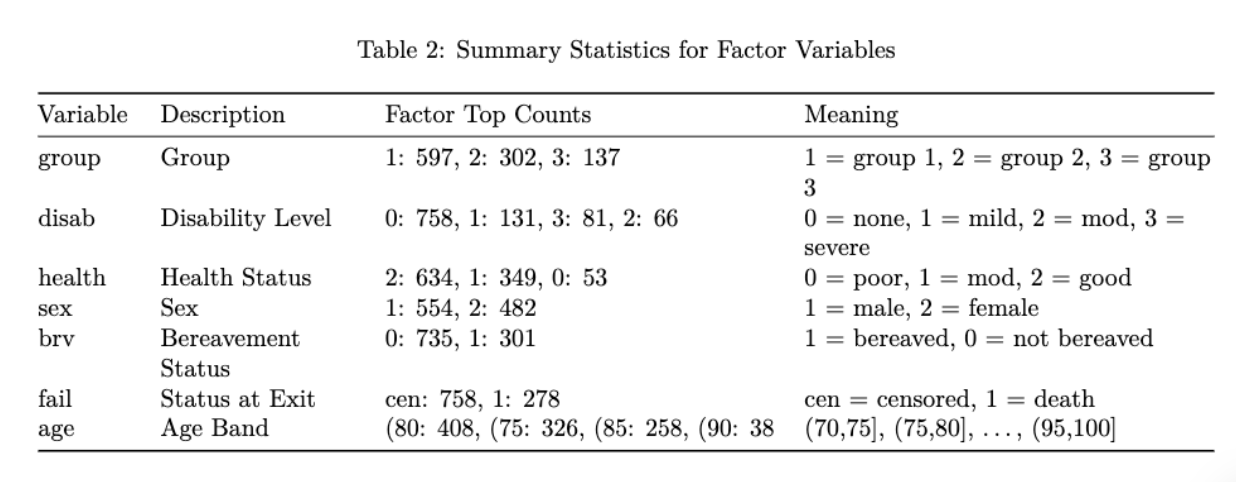 Table 2: Summary Statistics for Factor Variables
Variable Description Factor Top Counts Meaning
group Group 1: 597, 2: 302, 3: 137 1 = group 1, 2 = group 2, 3 = group
3
disab Disability Level 0: 758, 1: 131, 3: 81, 2: 66 0 = none, 1 = mild, 2 = mod, 3 =
severe
health Health Status 2: 634, 1: 349, 0: 53 0 = poor, 1 = mod, 2 = good
sex Sex 1: 554, 2: 482 1 = male, 2 = female
brv Bereavement 0: 735, 1: 301 1 = bereaved, 0 = not bereaved
Status
fail Status at Exit cen: 758, 1: 278 cen = censored, 1 = death
age Age Band (80: 408, (75: 326, (85: 258, (90: 38 (70,75], (75,80], . . . , (95,100]